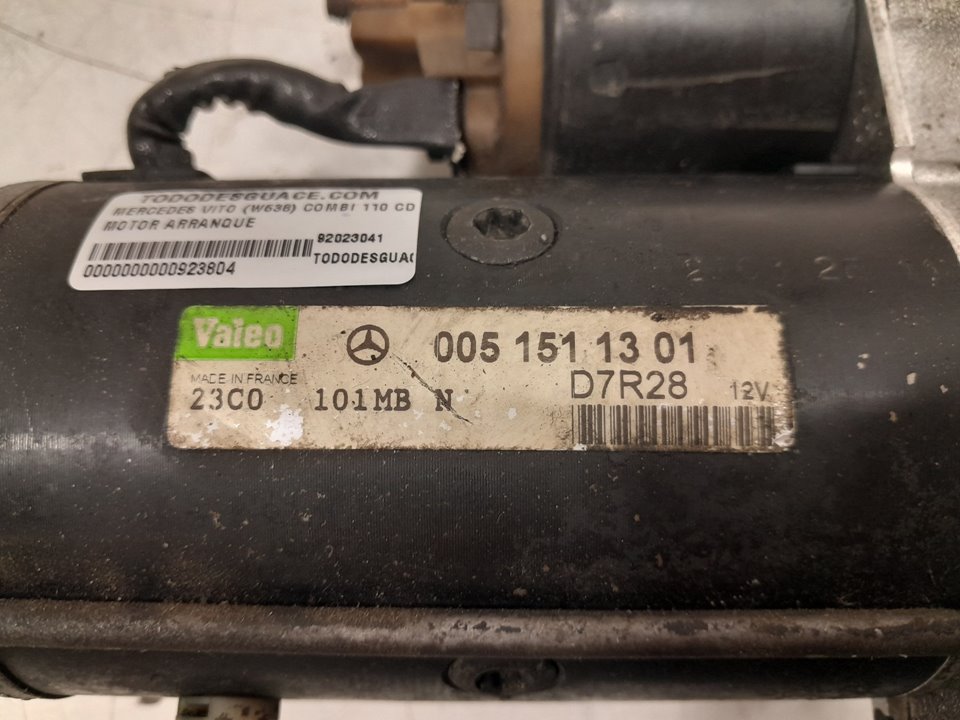 TODODESGUACE.COM
MERCEDES VITO (W638) COMBI 110 CD
MOTOR ARRANQUE
92023041
0000000000923804 TODODESGUAC
Valeo 005 151 13 01
MADE IN FRANCE D7R28 12V
23C0 101MB N